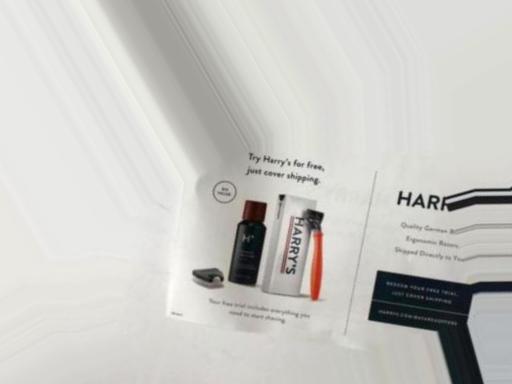 Try Harry's for free,
just cover shipping.
HARRY'S
H'
Your free trial includes everything you
need to start shaving.
HARR
Quality German B
Ergonomic Razors.
Shipped Directly to You
REDEEM YOUR FREE TRIAL,
JUST COVER SHIPPING